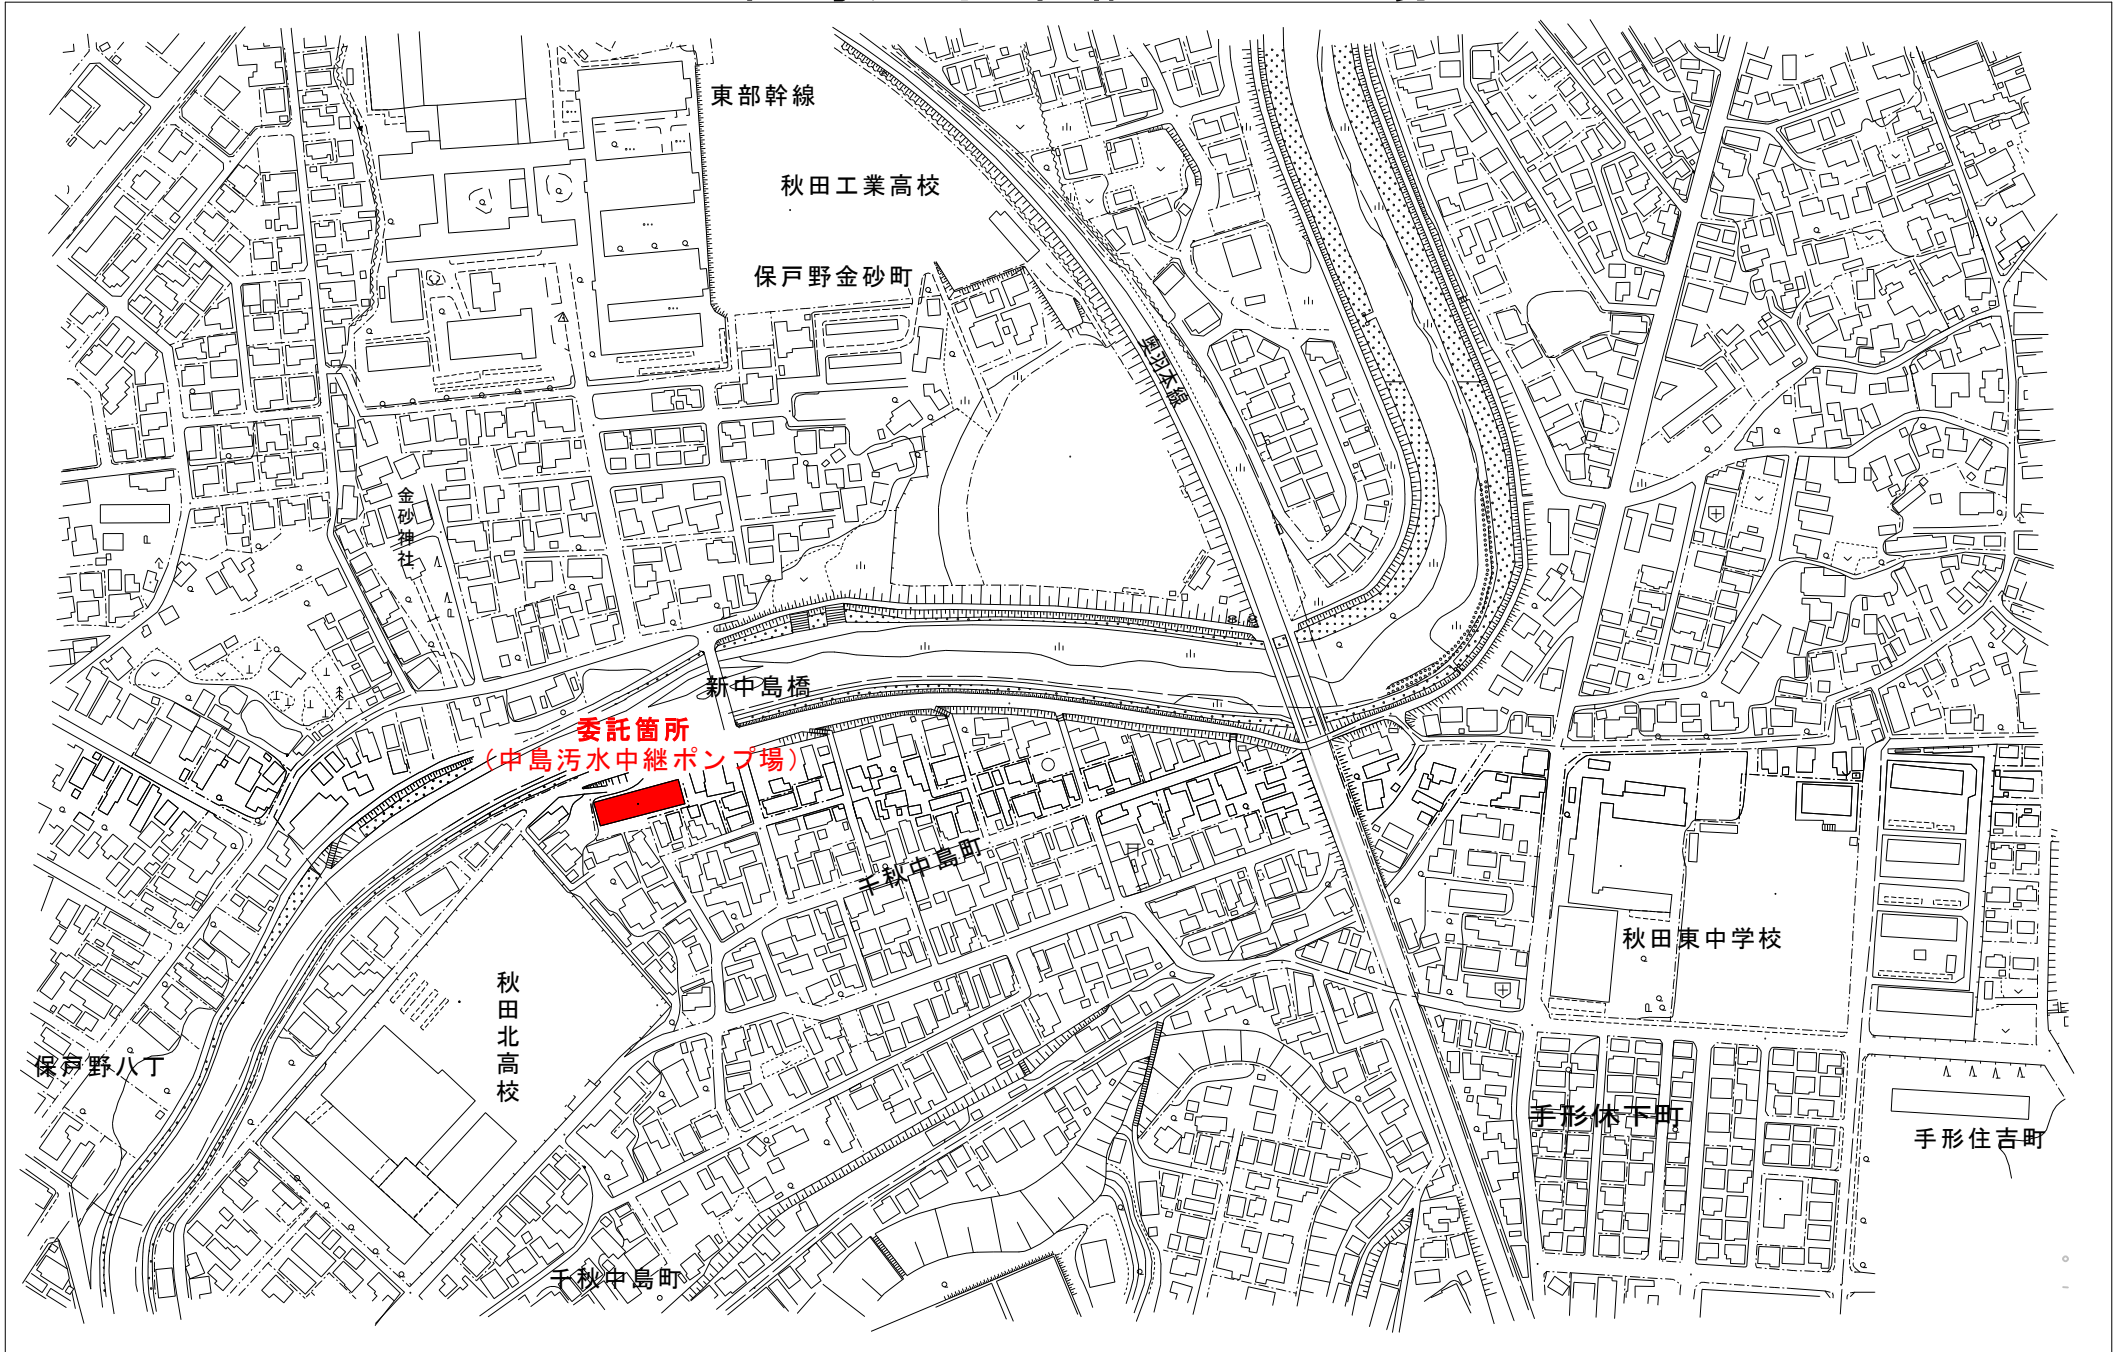 東部幹線
秋田工業高校
保戸野金砂町
奥羽本線
金砂神社
新中島橋
委託箇所
（中島汚水中継ポンプ場）
千秋中島町
秋田東中学校
秋田北高校
保戸野八丁
手形休下町
手形住吉町
千秋中島町